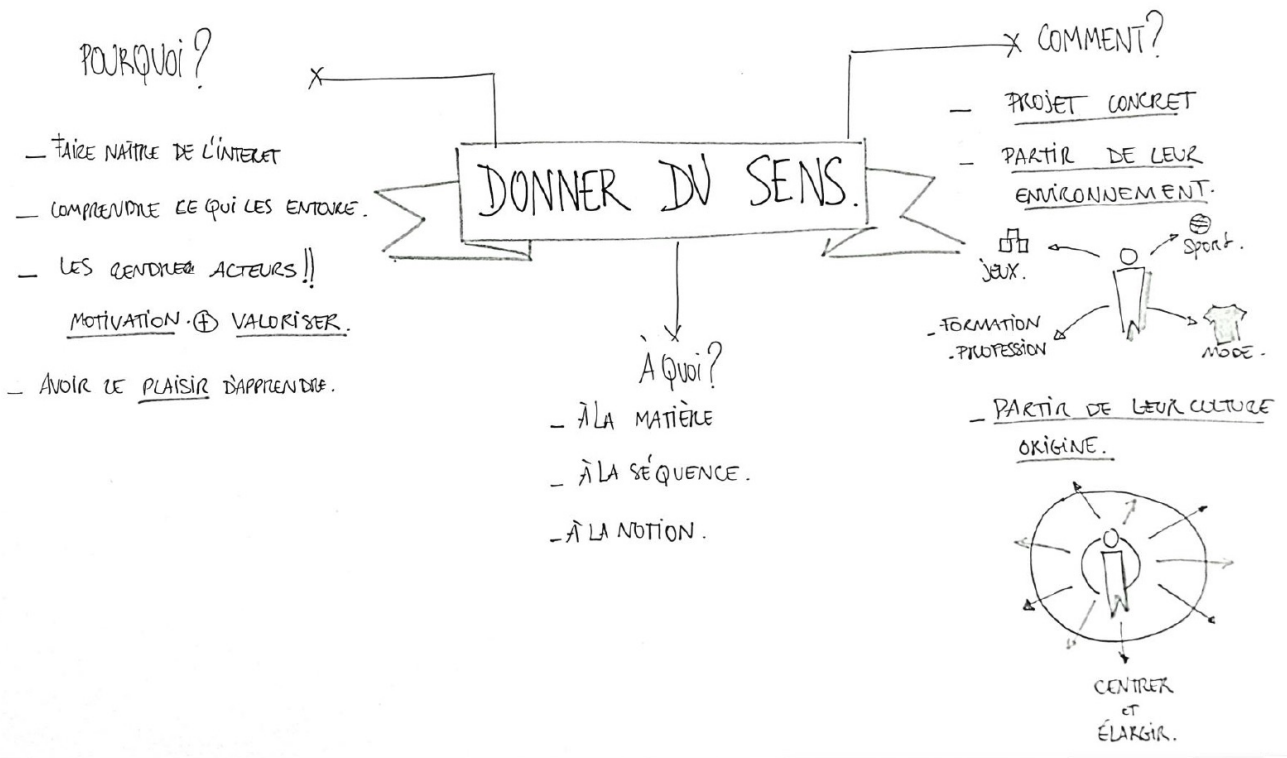 POURQUOI ?
— FAIRE NAÎTRE DE L'INTERET
— COMPRENDRE CE QUI LES ENTOURE.
— LES RENDRE ACTEURS !!
MOTIVATION. + VALORISER.
— AVOIR LE PLAISIR D'APPRENDRE.
DONNER DU SENS.
À QUOI ?
— À LA MATIÈRE
— À LA SÉQUENCE.
— À LA NOTION.
COMMENT ?
— PROJET CONCRET
— PARTIR DE LEUR
ENVIRONNEMENT.
JEUX.
SPORT.
- FORMATION
- PROFESSION
MODE.
— PARTIR DE LEUR CULTURE
ORIGINE.
CENTRER
ET
ÉLARGIR.